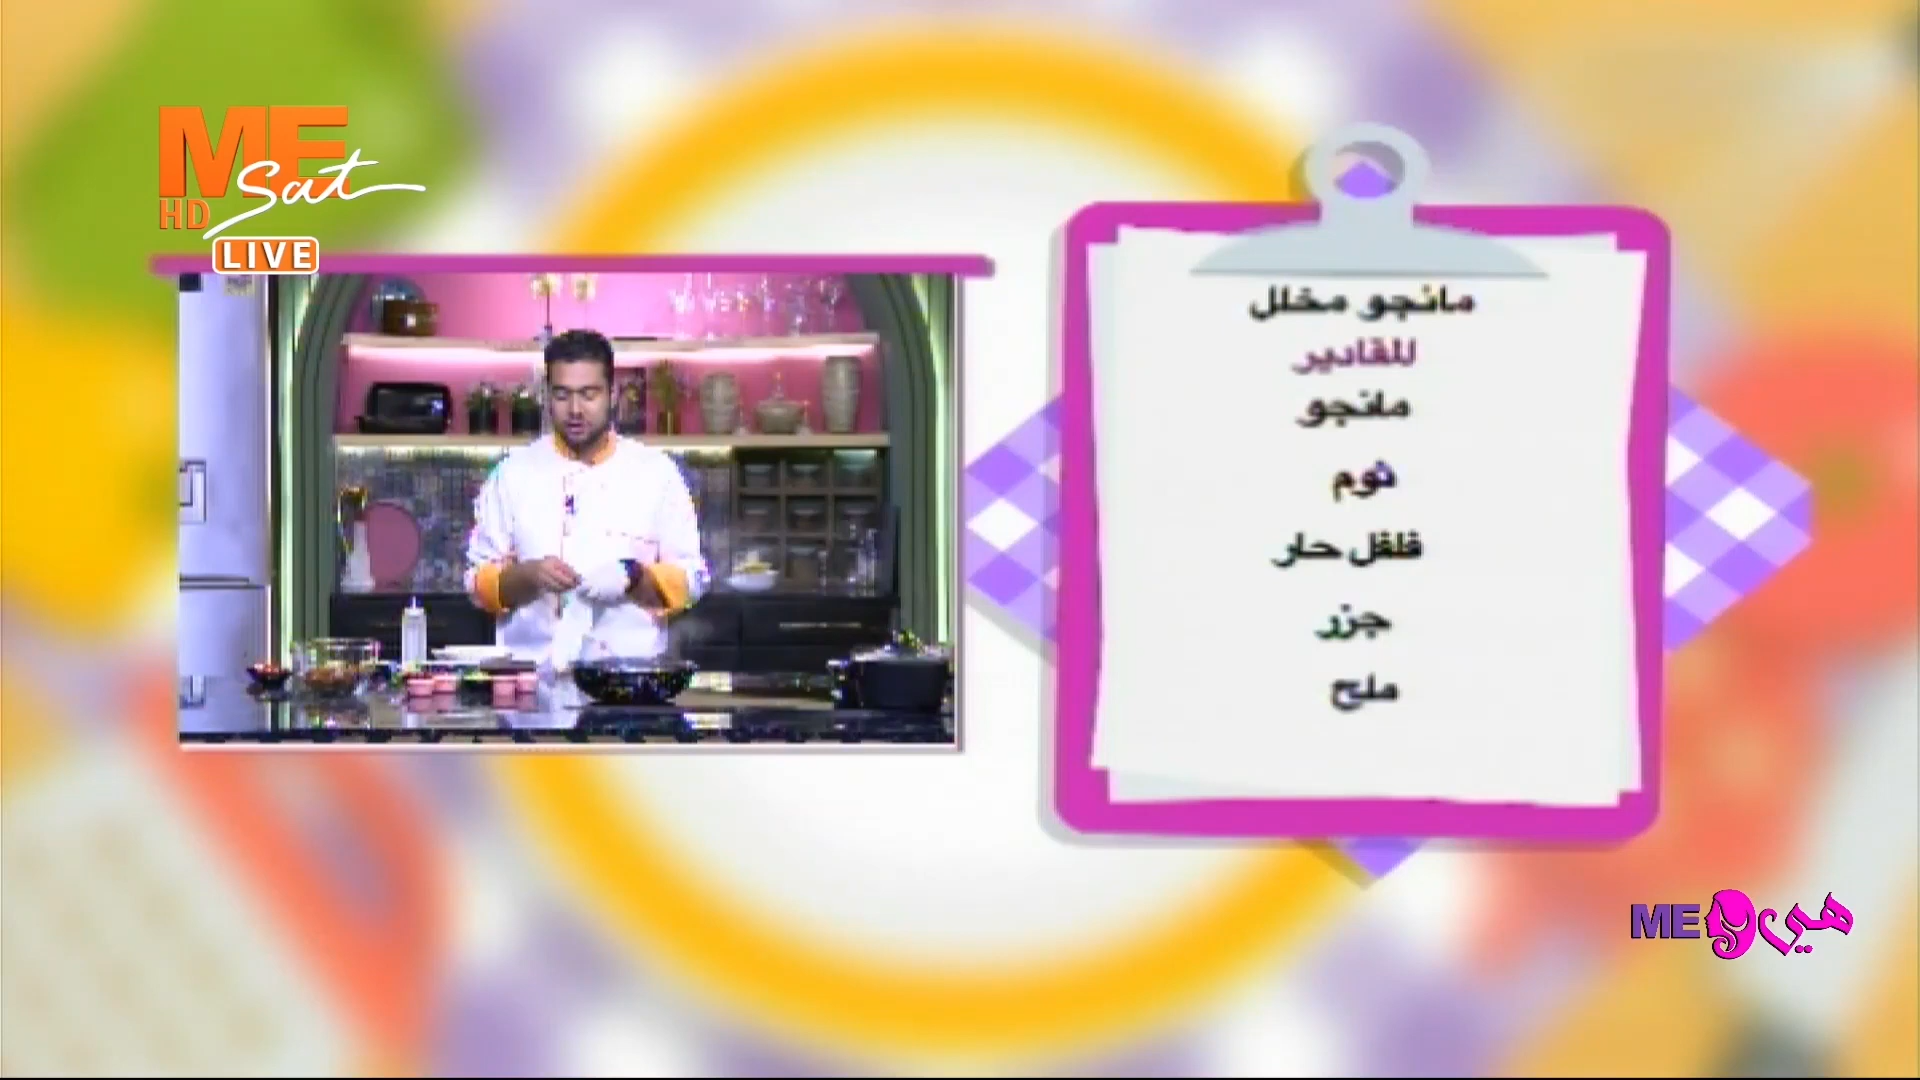 ME
Sat
HD
LIVE
مانجو مخلل
للقادير
مانجو
ثوم
فلفل حار
جزر
ملح
ME هي